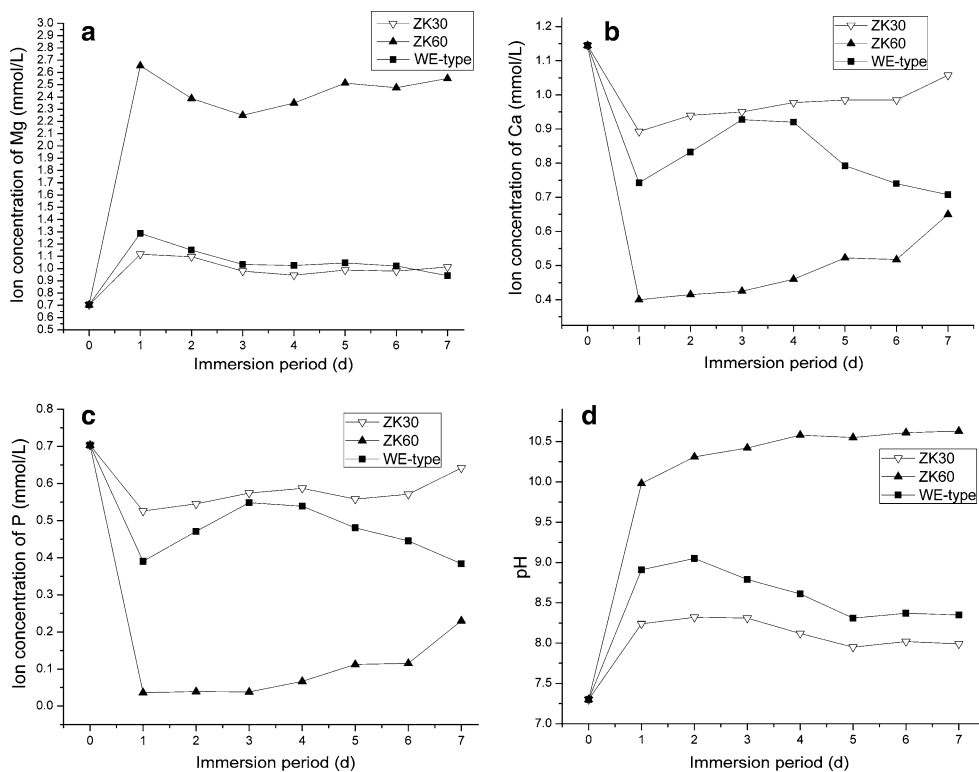 a
ZK30
ZK60
WE-type
Ion concentration of Mg (mmol/L)
3.0
2.9
2.8
2.7
2.6
2.5
2.4
2.3
2.2
2.1
2.0
1.9
1.8
1.7
1.6
1.5
1.4
1.3
1.2
1.1
1.0
0.9
0.8
0.7
0.6
0.5
0 1 2 3 4 5 6 7
Immersion period (d)
b
ZK30
ZK60
WE-type
Ion concentration of Ca (mmol/L)
1.2
1.1
1.0
0.9
0.8
0.7
0.6
0.5
0.4
0 1 2 3 4 5 6 7
Immersion period (d)
c
ZK30
ZK60
WE-type
Ion concentration of P (mmol/L)
0.8
0.7
0.6
0.5
0.4
0.3
0.2
0.1
0.0
0 1 2 3 4 5 6 7
Immersion period (d)
d
ZK30
ZK60
WE-type
pH
10.5
10.0
9.5
9.0
8.5
8.0
7.5
7.0
0 1 2 3 4 5 6 7
Immersion period (d)